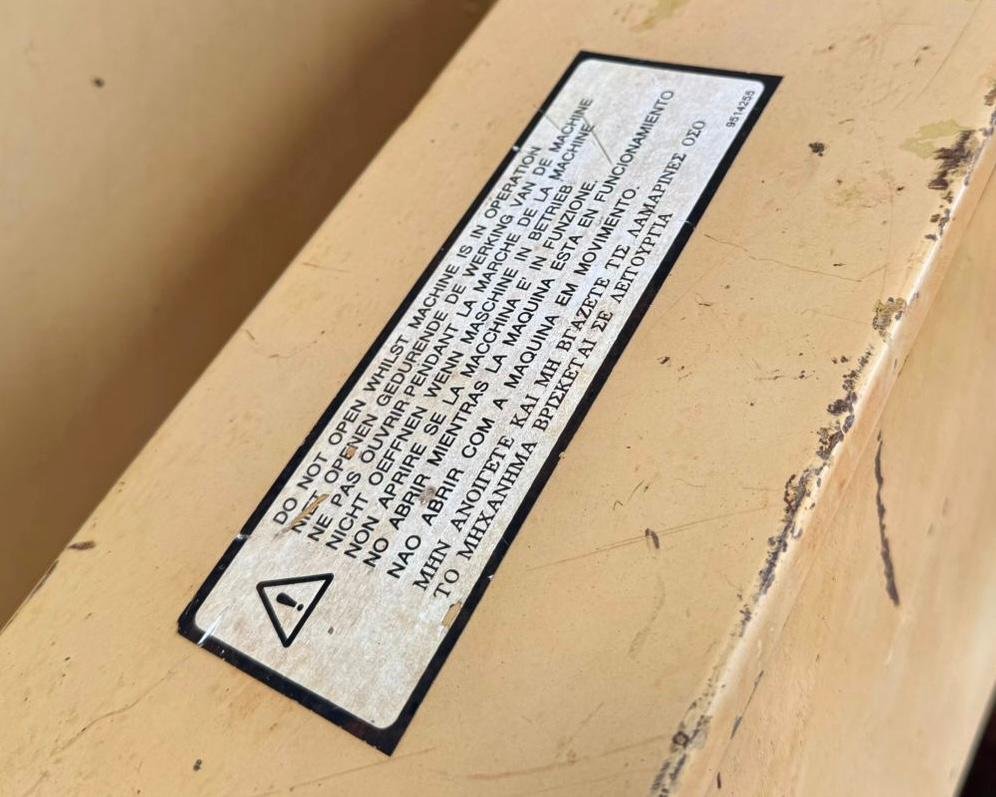 DO NOT OPEN WHILST MACHINE IS IN OPERATION
NIET OPENEN GEDURENDE DE WERKING VAN DE MACHINE
NE PAS OUVRIR PENDANT LA MARCHE DE LA MACHINE
NICHT OEFFNEN WENN MASCHINE IN BETRIEB
NON APRIRE SE LA MACCHINA E' IN FUNZIONE.
NO ABRIR MIENTRAS LA MAQUINA ESTA EN FUNCIONAMIENTO
NAO ABRIR COM A MAQUINA EM MOVIMENTO.
ΜΗΝ ΑΝΟΙΓΕΤΕ ΚΑΙ ΜΗ ΒΓΑΖΕΤΕ ΤΙΣ ΛΑΜΑΡΙΝΕΣ ΟΣΟ
ΤΟ ΜΗΧΑΝΗΜΑ ΒΡΙΣΚΕΤΑΙ ΣΕ ΛΕΙΤΟΥΡΓΙΑ
9514255